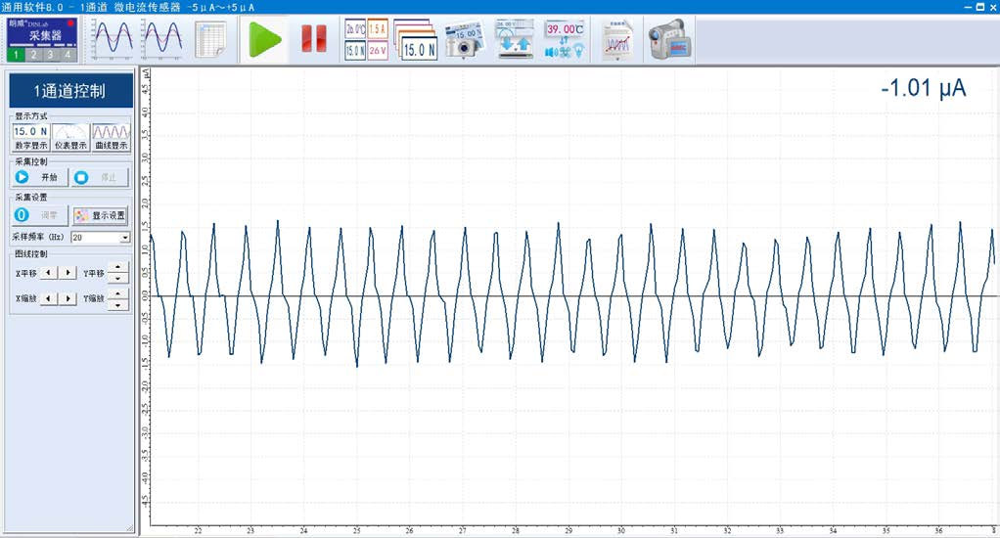 通用软件8.0 - 1通道 微电流传感器 -5μA～+5μA
朗威® DISLab
采集器
1 2 3 4
26.0℃ 1.5 A
15.0 N 26 V
15.0 N
15.00 N
26.00 V
39.00℃
REC
1通道控制
显示方式
15.0 N
数字显示 仪表显示 曲线显示
采集控制
开始 停止
采集设置
0 调零 显示设置
采样频率 (Hz) 20
图线控制
X平移 Y平移
X缩放 Y缩放
-1.01 μA
μA
4.5
4.0
3.5
3.0
2.5
2.0
1.5
1.0
0.5
0.0
-0.5
-1.0
-1.5
-2.0
-2.5
-3.0
-3.5
-4.0
-4.5
22 23 24 25 26 27 28 29 30 31 32 33 34 35 36 s